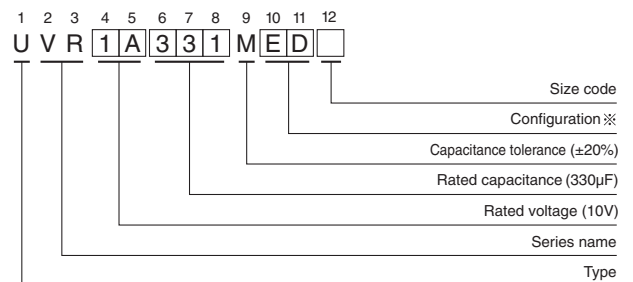 1 2 3 4 5 6 7 8 9 10 11 12
U V R 1 A 3 3 1 M E D
Size code
Configuration※
Capacitance tolerance (±20%)
Rated capacitance (330µF)
Rated voltage (10V)
Series name
Type